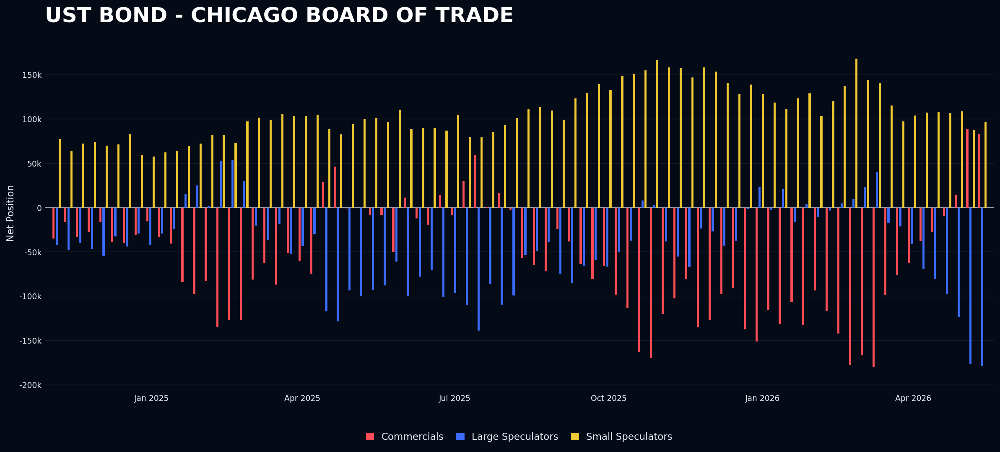 UST BOND - CHICAGO BOARD OF TRADE
Net Position
150k
100k
50k
0
-50k
-100k
-150k
-200k
Jan 2025 Apr 2025 Jul 2025 Oct 2025 Jan 2026 Apr 2026
Commercials Large Speculators Small Speculators